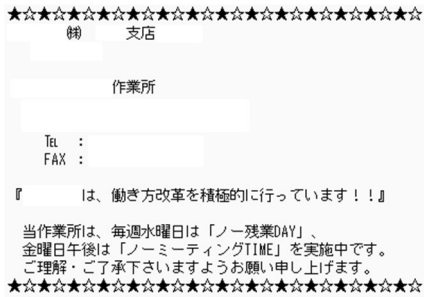 ★☆★☆★☆★☆★☆★☆★☆★☆★☆★☆★☆★☆★☆★☆
㈱ 支店
作業所
℡ :
FAX :
『 は、働き方改革を積極的に行っています！！』
当作業所は、毎週水曜日は「ノー残業DAY」、
金曜日午後は「ノーミーティングTIME」を実施中です。
ご理解・ご了承下さいますようお願い申し上げます。
★☆★☆★☆★☆★☆★☆★☆★☆★☆★☆★☆★☆★☆★☆